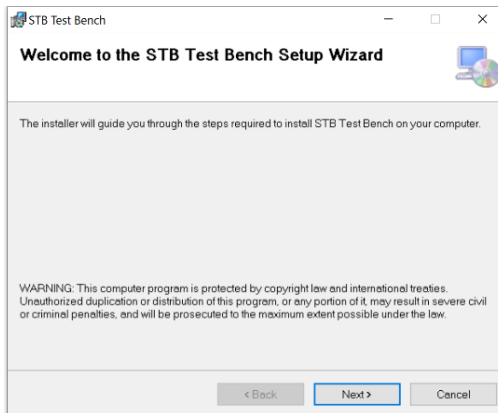 STB Test Bench
Welcome to the STB Test Bench Setup Wizard
The installer will guide you through the steps required to install STB Test Bench on your computer.
WARNING: This computer program is protected by copyright law and international treaties.
Unauthorized duplication or distribution of this program, or any portion of it, may result in severe civil
or criminal penalties, and will be prosecuted to the maximum extent possible under the law.
< Back Next > Cancel